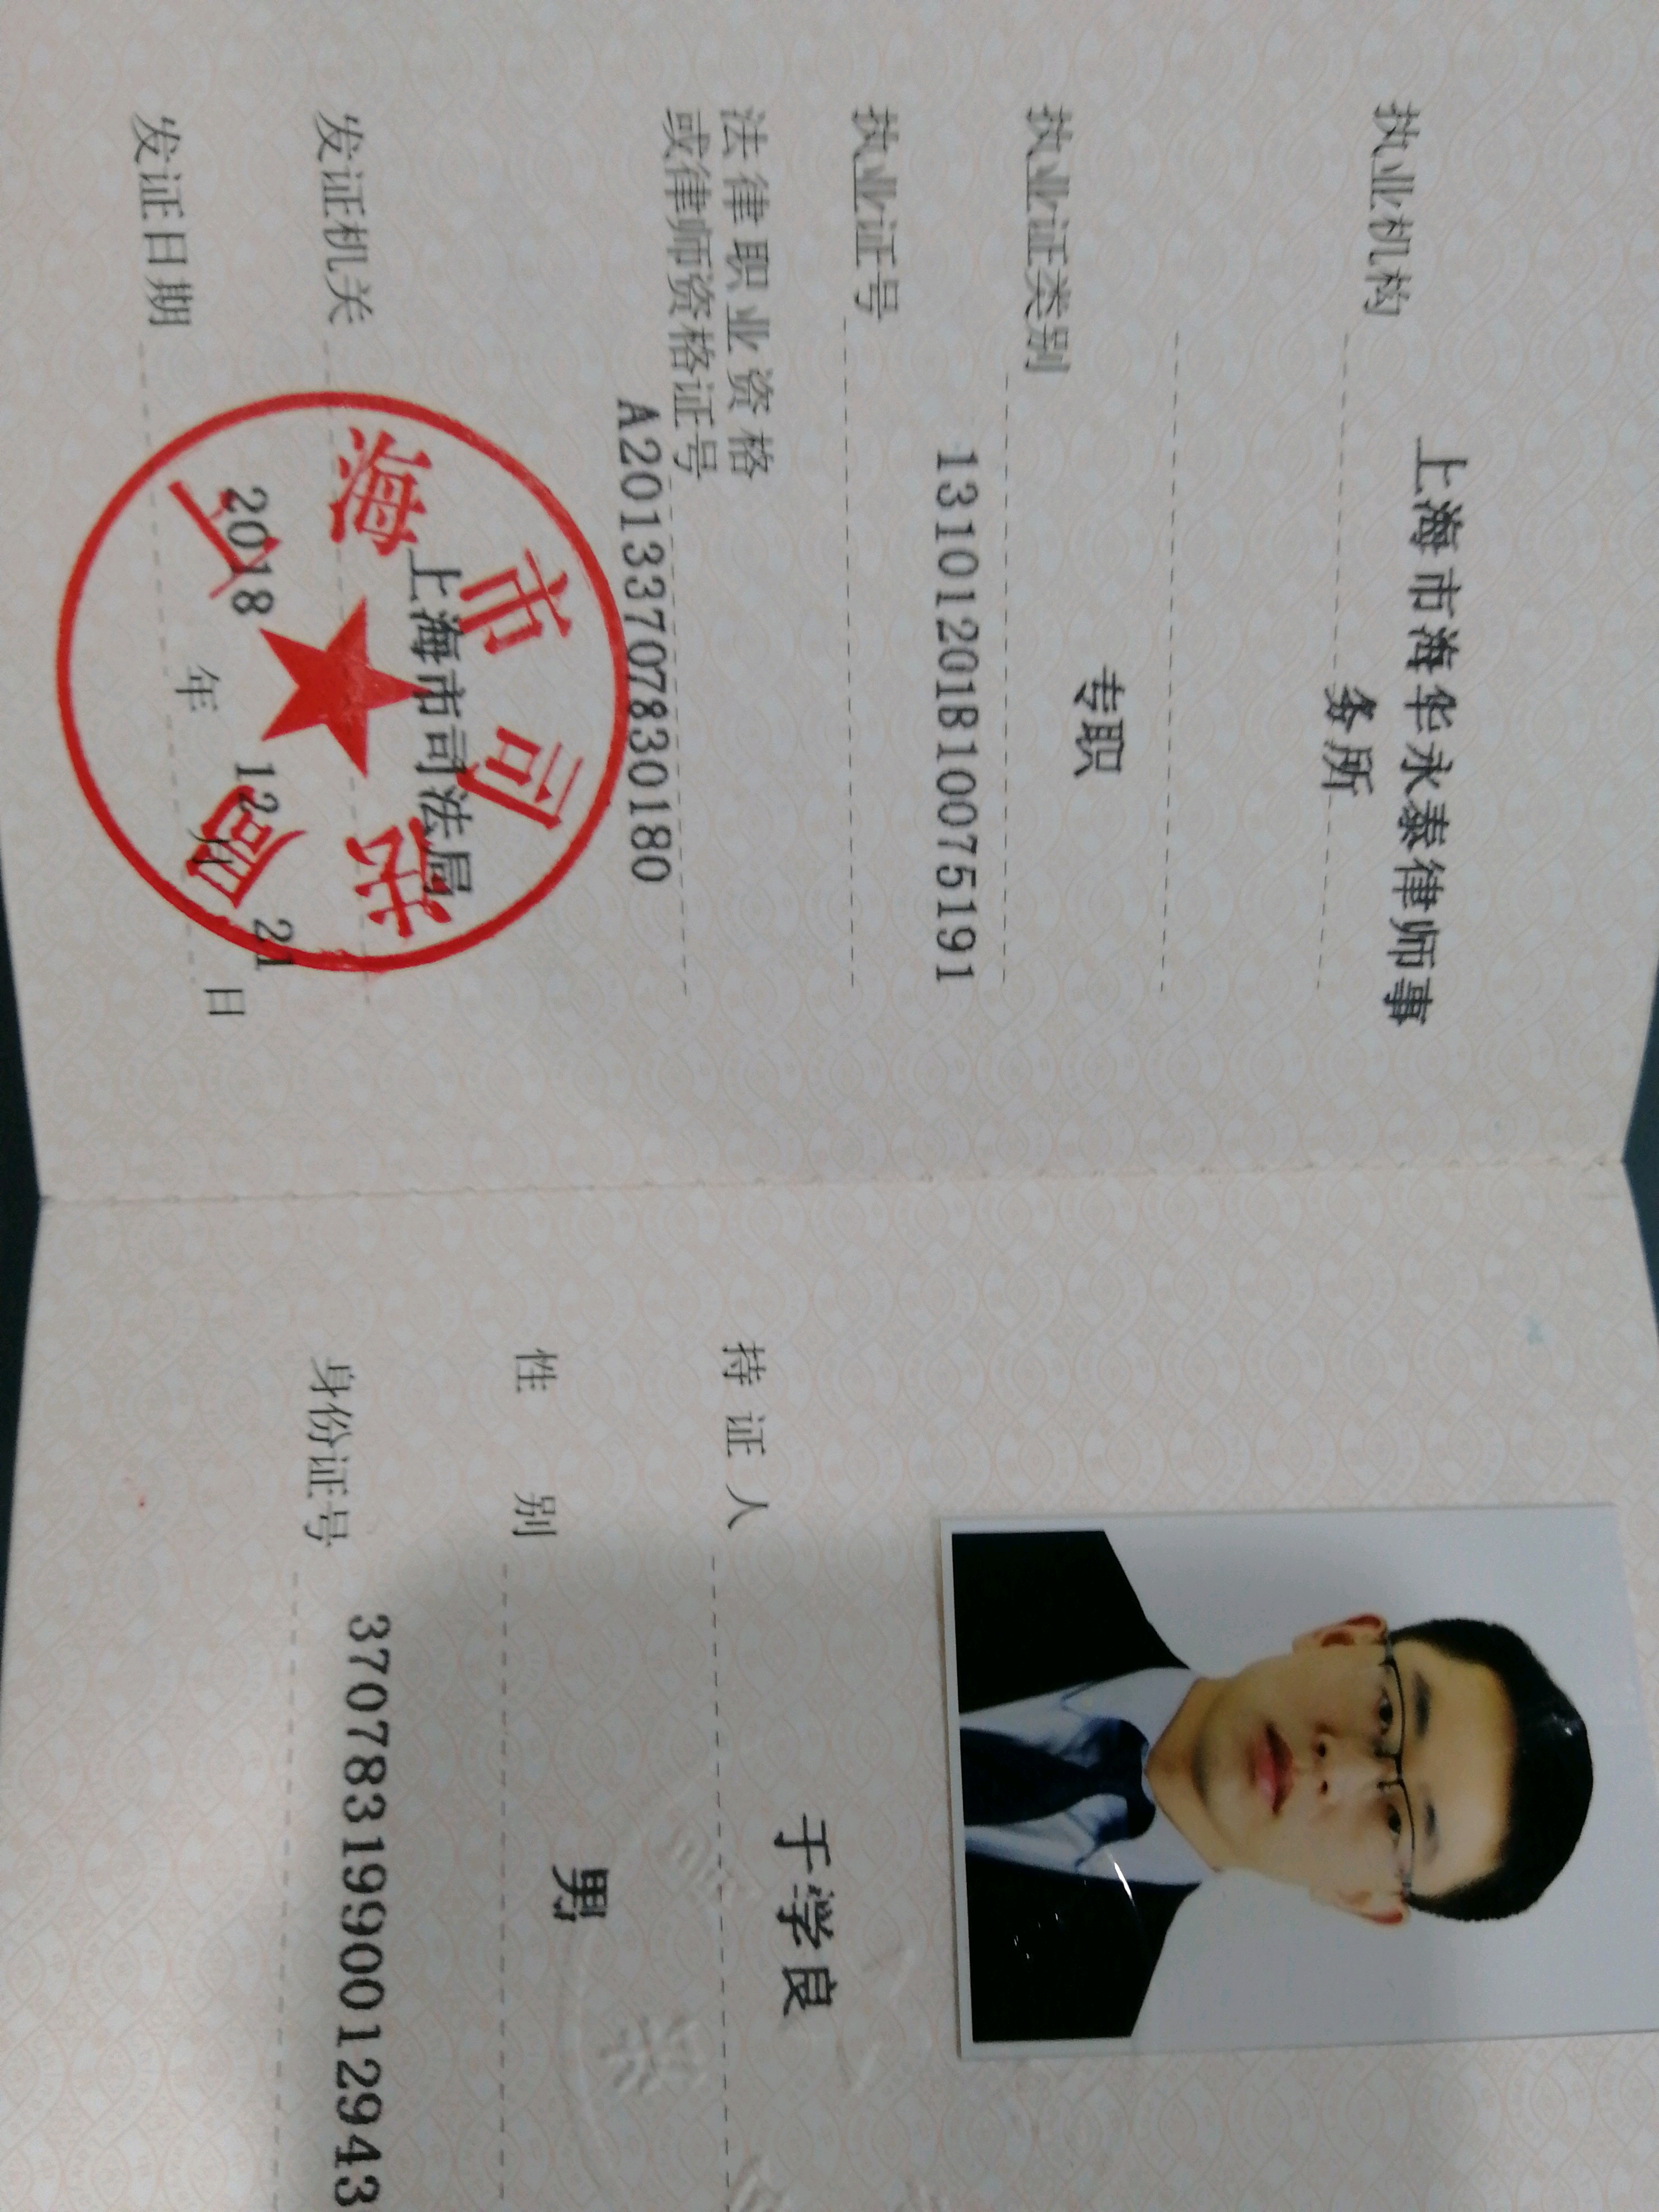 执业机构 上海市海华永泰律师事
务所
执业证类别 专职
执业证号 13101201810075191
法律职业资格
或律师资格证号 A20133707830180
发证机关 上海市司法局
发证日期 2018 年 12 月 21 日
上海市司法局
持证人 于学良
性别 男
身份证号 37078319900112943